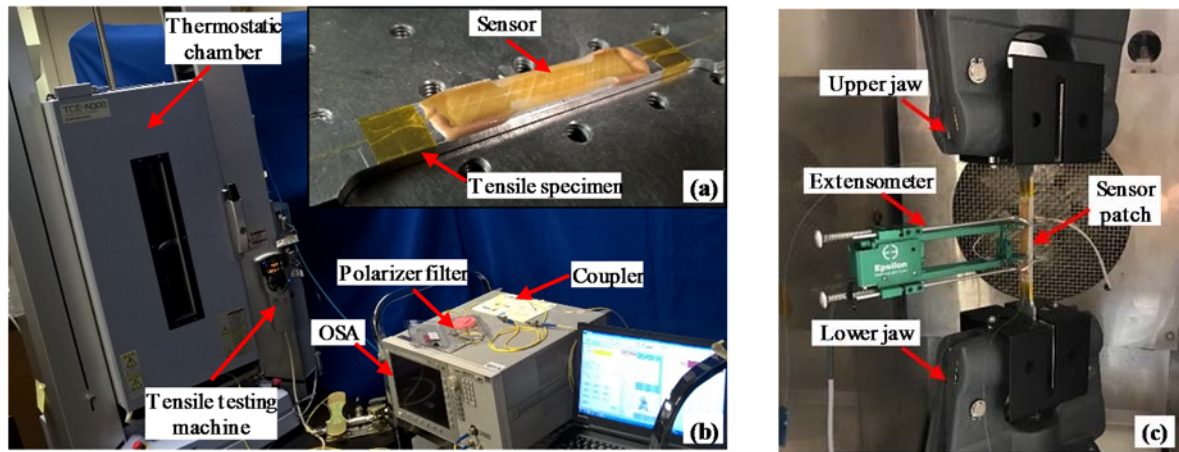 Thermostatic
chamber
TCE-N300
Sensor
Tensile specimen
(a)
Polarizer filter
Coupler
OSA
Tensile testing
machine
(b)
Upper jaw
Extensometer
Sensor
patch
Epsilon
Lower jaw
(c)